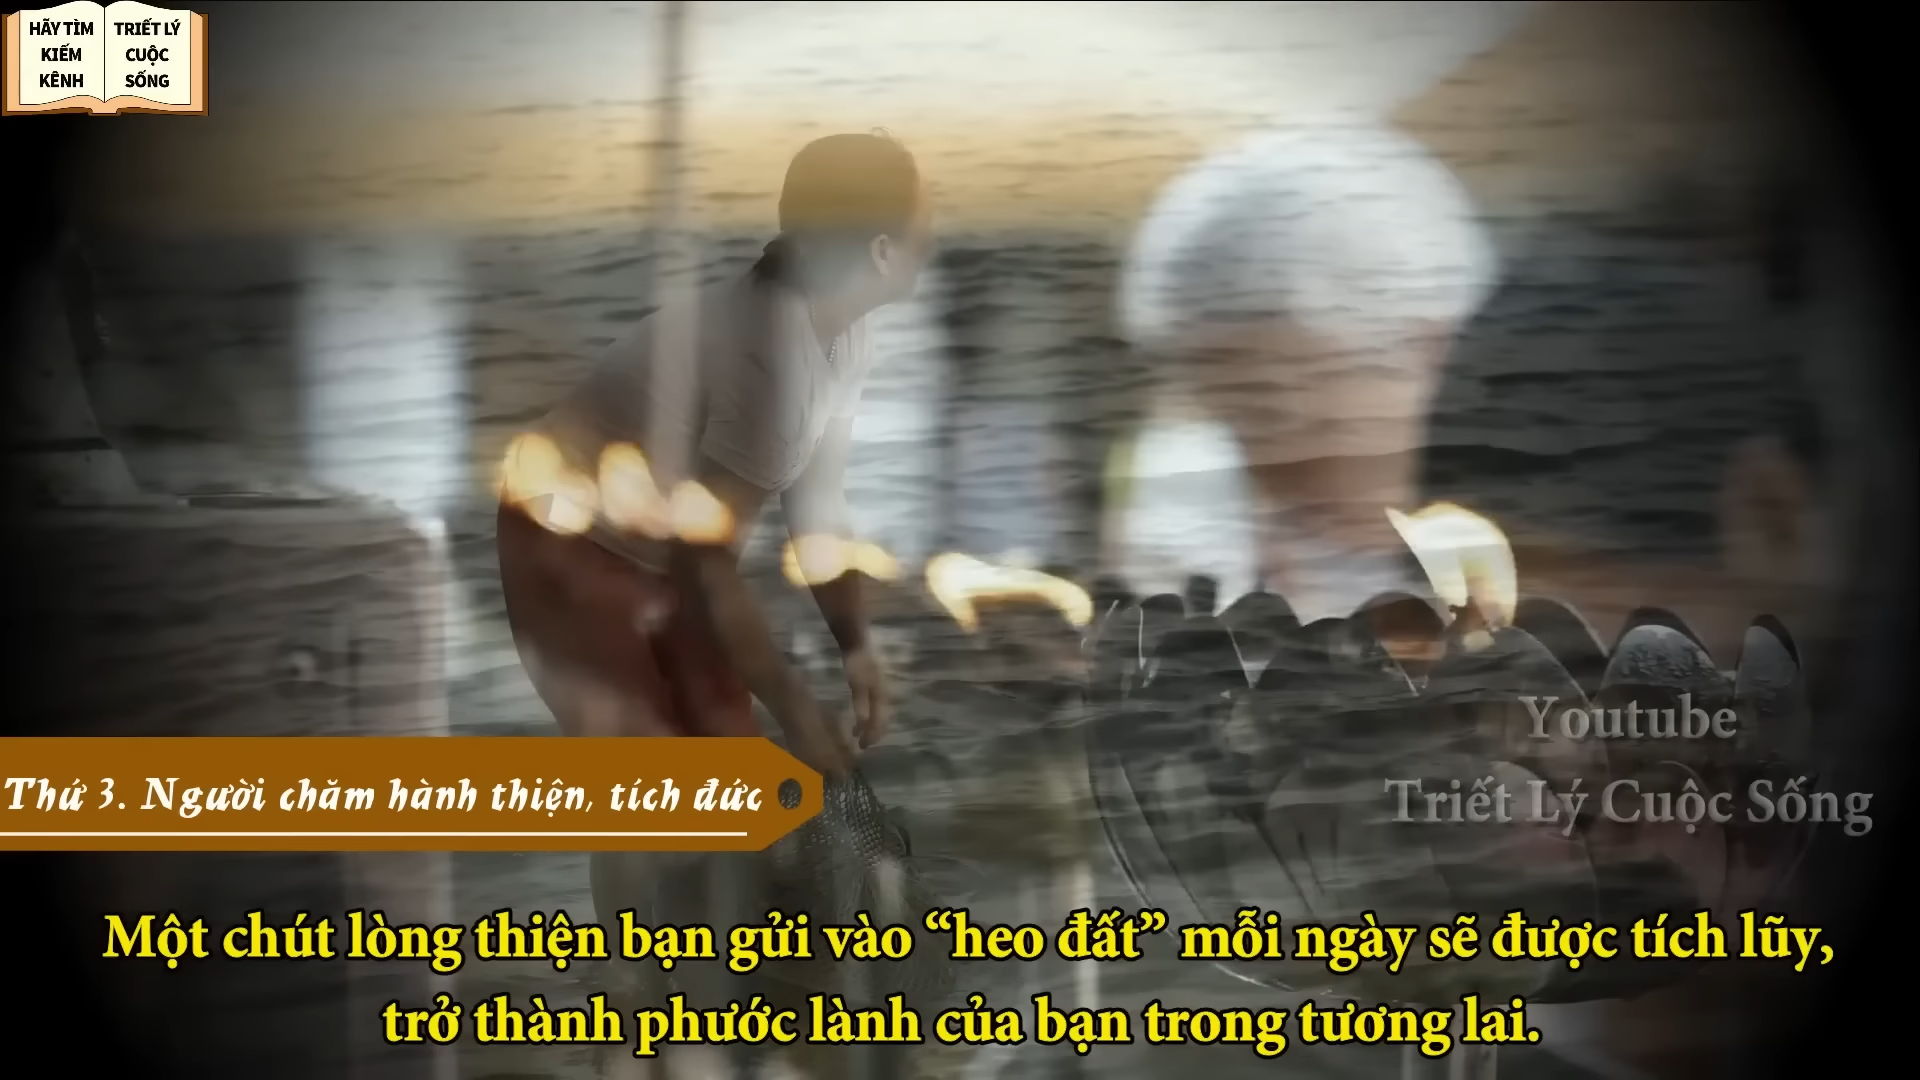 HÃY TÌM
KIẾM
KÊNH
TRIẾT LÝ
CUỘC
SỐNG
Youtube
Triết Lý Cuộc Sống
Thứ 3. Người chăm hành thiện, tích đức
Một chút lòng thiện bạn gửi vào “heo đất” mỗi ngày sẽ được tích lũy,
trở thành phước lành của bạn trong tương lai.